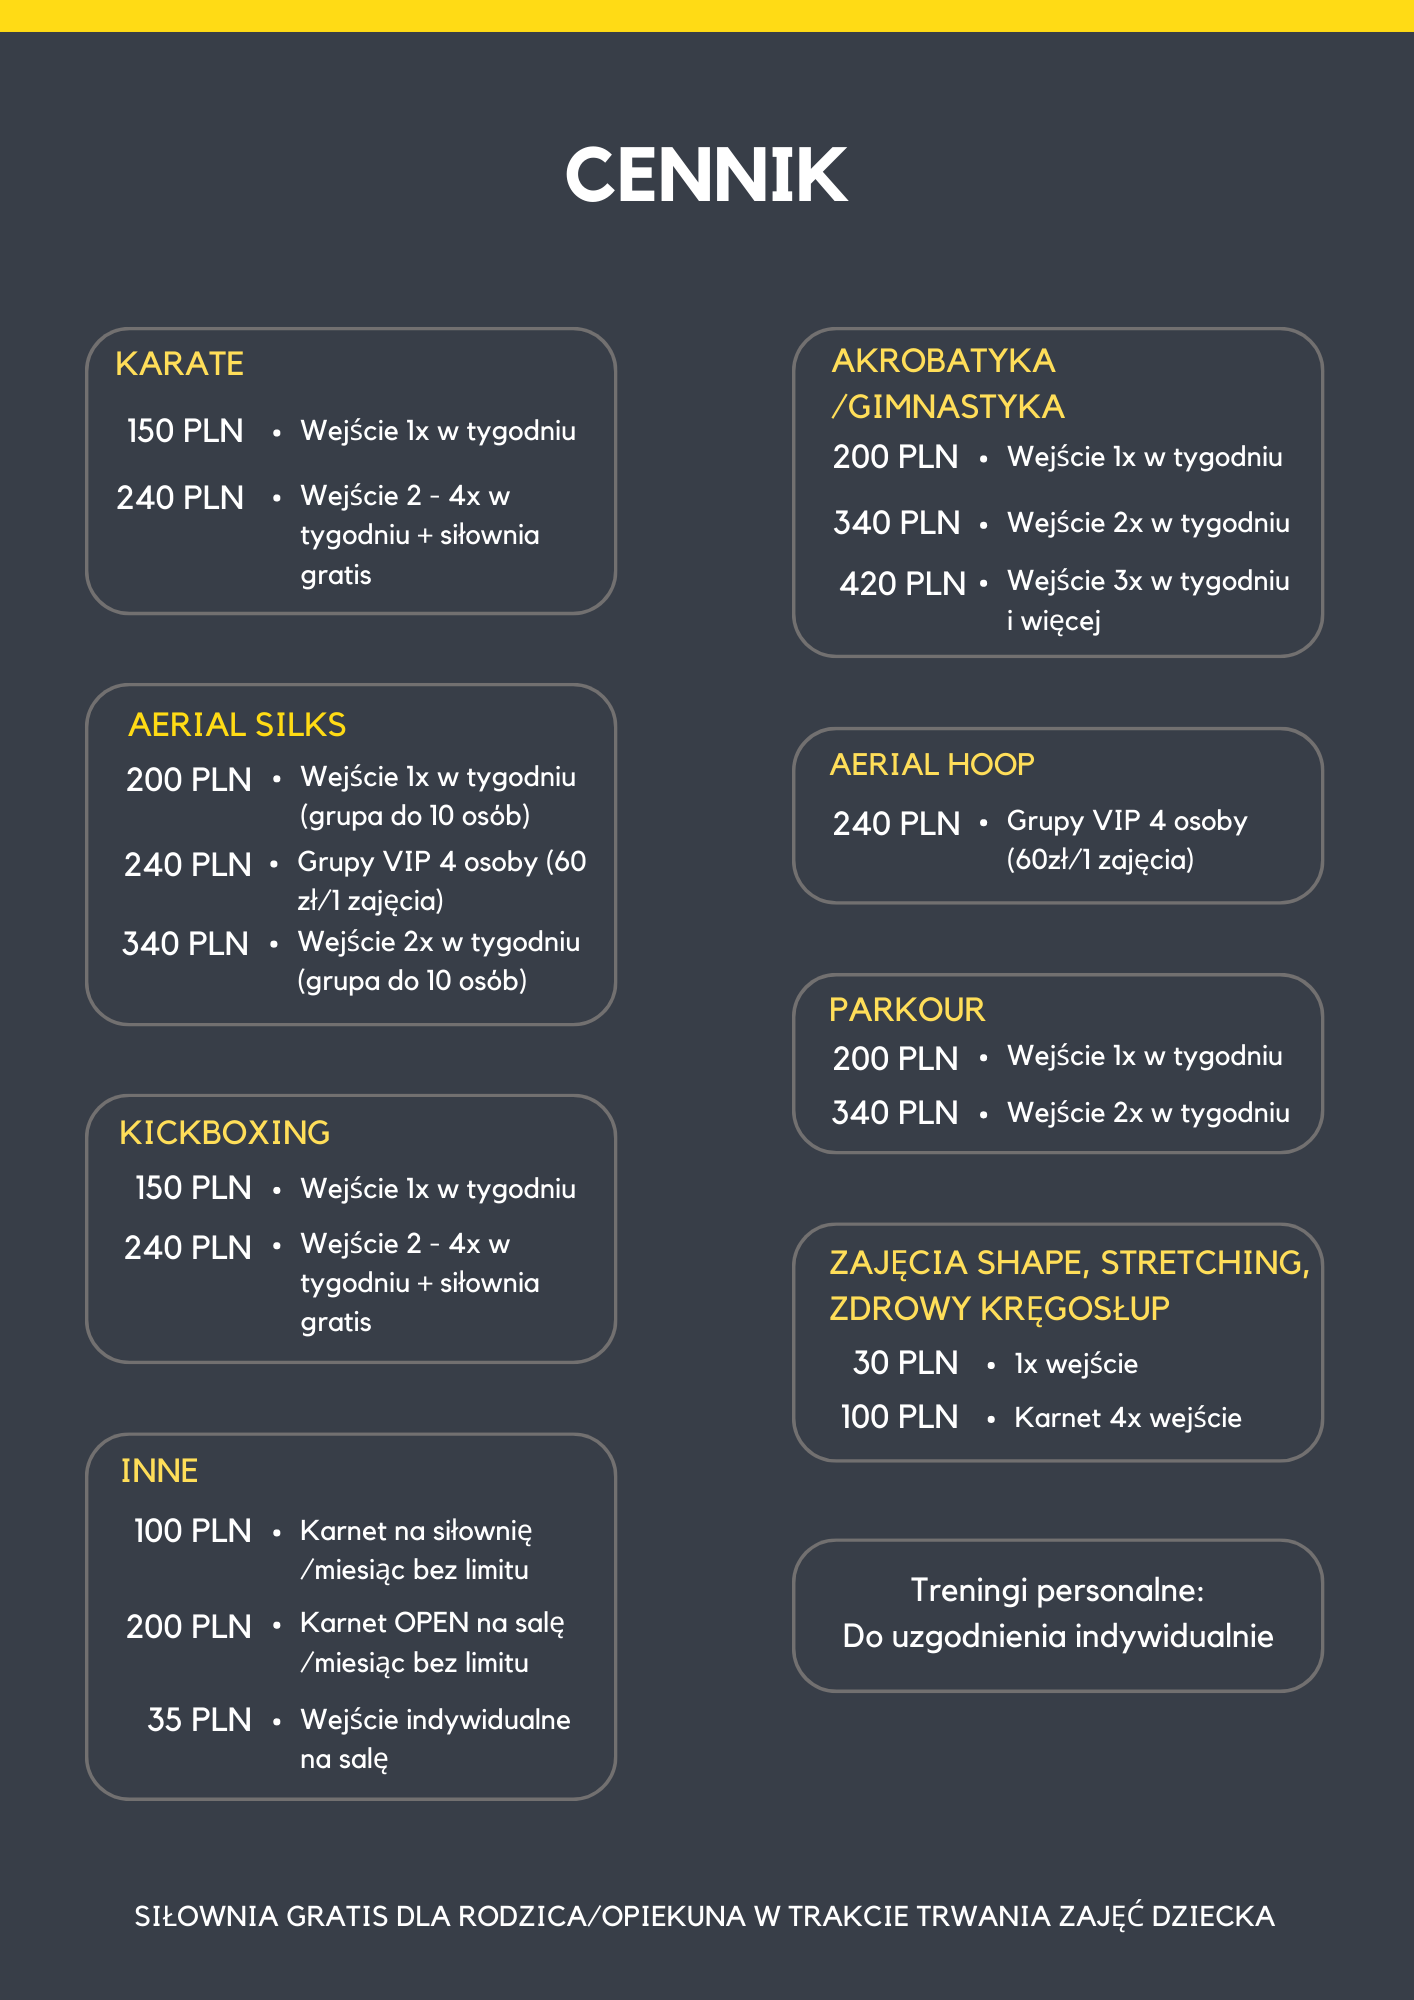 CENNIK
KARATE
150 PLN • Wejście 1x w tygodniu
240 PLN • Wejście 2 - 4x w
tygodniu + siłownia
gratis
AERIAL SILKS
200 PLN • Wejście 1x w tygodniu
(grupa do 10 osób)
240 PLN • Grupy VIP 4 osoby (60
zł/1 zajęcia)
340 PLN • Wejście 2x w tygodniu
(grupa do 10 osób)
KICKBOXING
150 PLN • Wejście 1x w tygodniu
240 PLN • Wejście 2 - 4x w
tygodniu + siłownia
gratis
INNE
100 PLN • Karnet na siłownię
/miesiąc bez limitu
200 PLN • Karnet OPEN na salę
/miesiąc bez limitu
35 PLN • Wejście indywidualne
na salę
AKROBATYKA
/GIMNASTYKA
200 PLN • Wejście 1x w tygodniu
340 PLN • Wejście 2x w tygodniu
420 PLN • Wejście 3x w tygodniu
i więcej
AERIAL HOOP
240 PLN • Grupy VIP 4 osoby
(60zł/1 zajęcia)
PARKOUR
200 PLN • Wejście 1x w tygodniu
340 PLN • Wejście 2x w tygodniu
ZAJĘCIA SHAPE, STRETCHING,
ZDROWY KRĘGOSŁUP
30 PLN • 1x wejście
100 PLN • Karnet 4x wejście
Treningi personalne:
Do uzgodnienia indywidualnie
SIŁOWNIA GRATIS DLA RODZICA/OPIEKUNA W TRAKCIE TRWANIA ZAJĘĆ DZIECKA